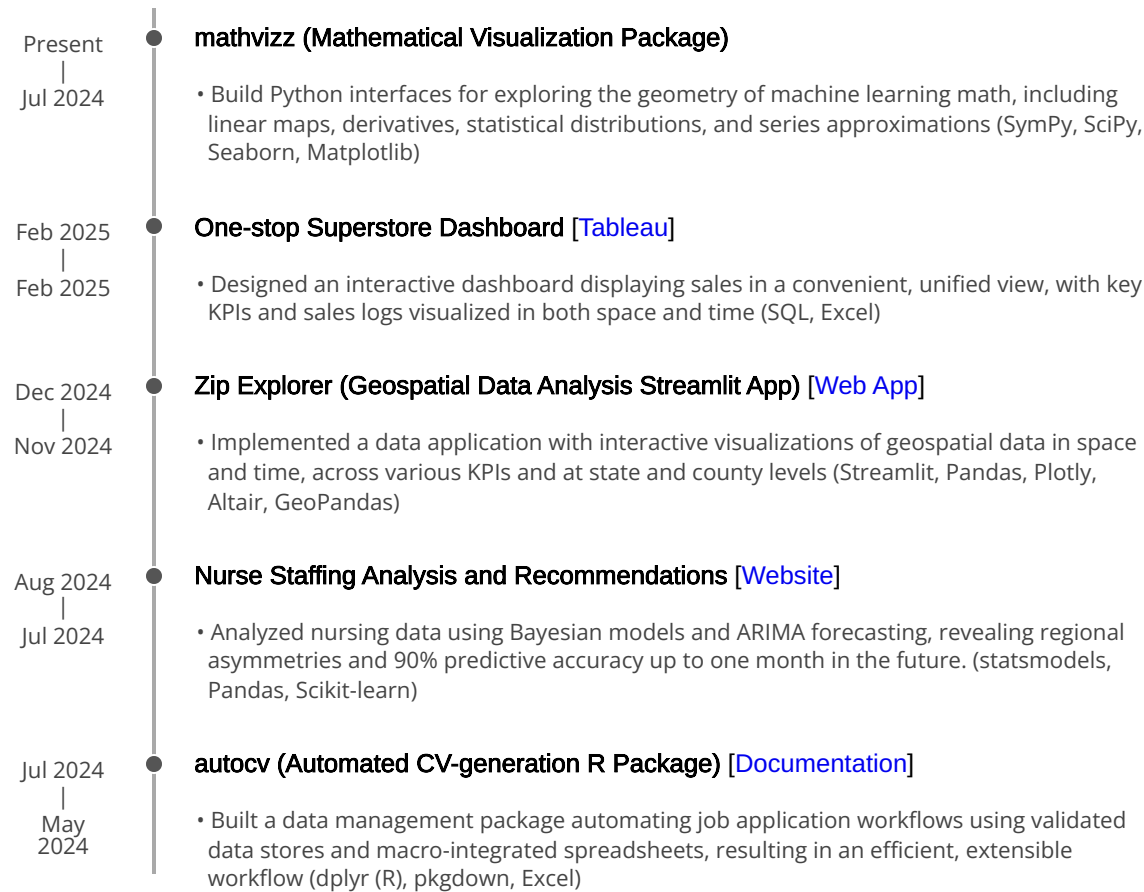 Present
|
Jul 2024
mathvizz (Mathematical Visualization Package)
• Build Python interfaces for exploring the geometry of machine learning math, including
linear maps, derivatives, statistical distributions, and series approximations (SymPy, SciPy,
Seaborn, Matplotlib)
Feb 2025
|
Feb 2025
One-stop Superstore Dashboard [Tableau]
• Designed an interactive dashboard displaying sales in a convenient, unified view, with key
KPIs and sales logs visualized in both space and time (SQL, Excel)
Dec 2024
|
Nov 2024
Zip Explorer (Geospatial Data Analysis Streamlit App) [Web App]
• Implemented a data application with interactive visualizations of geospatial data in space
and time, across various KPIs and at state and county levels (Streamlit, Pandas, Plotly,
Altair, GeoPandas)
Aug 2024
|
Jul 2024
Nurse Staffing Analysis and Recommendations [Website]
• Analyzed nursing data using Bayesian models and ARIMA forecasting, revealing regional
asymmetries and 90% predictive accuracy up to one month in the future. (statsmodels,
Pandas, Scikit-learn)
Jul 2024
|
May
2024
autocv (Automated CV-generation R Package) [Documentation]
• Built a data management package automating job application workflows using validated
data stores and macro-integrated spreadsheets, resulting in an efficient, extensible
workflow (dplyr (R), pkgdown, Excel)